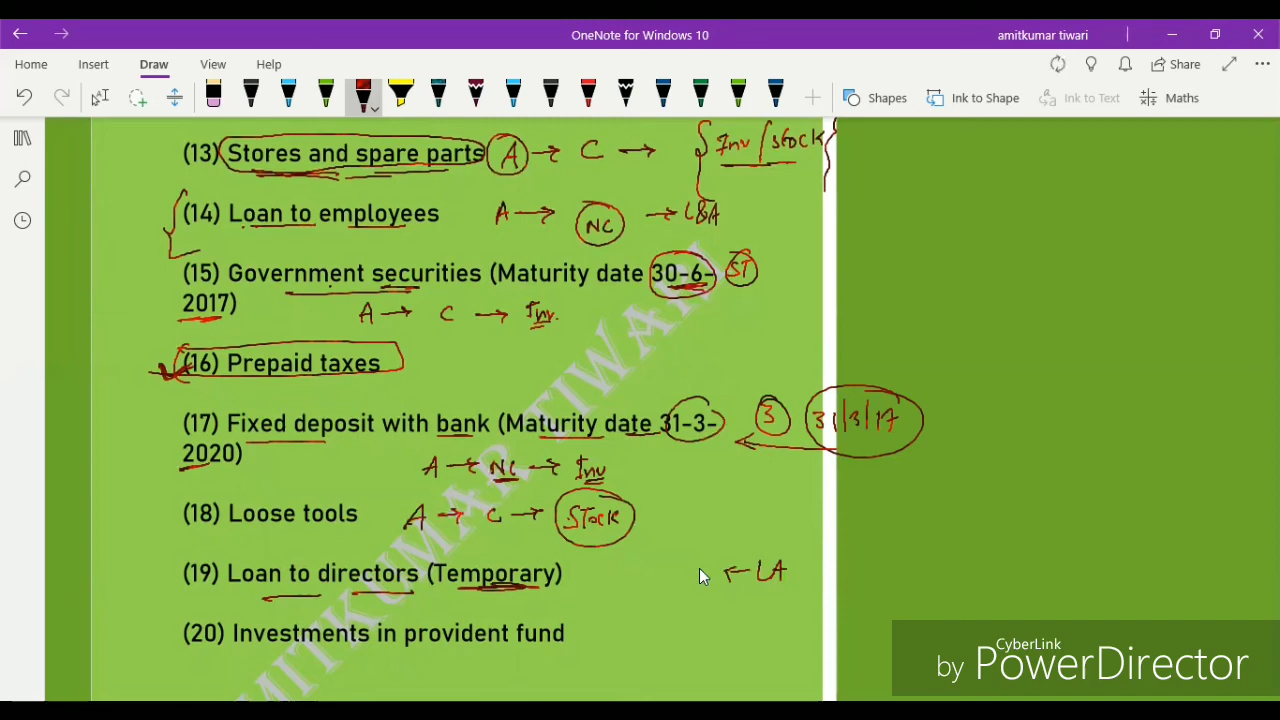 OneNote for Windows 10
amitkumar tiwari
Home Insert Draw View Help
Share
Shapes Ink to Shape Ink to Text Maths
(13) Stores and spare parts A → C → Inv / Stock
(14) Loan to employees A → NC → L&A
(15) Government securities (Maturity date 30-6- ST
2017) A → C → Inv.
(16) Prepaid taxes
(17) Fixed deposit with bank (Maturity date 31-3- 3 31/3/17
2020) A → NC → Inv
(18) Loose tools A → C → Stock
(19) Loan to directors (Temporary) ← LA
(20) Investments in provident fund
AMITKUMAR TIWARI
CyberLink
by PowerDirector